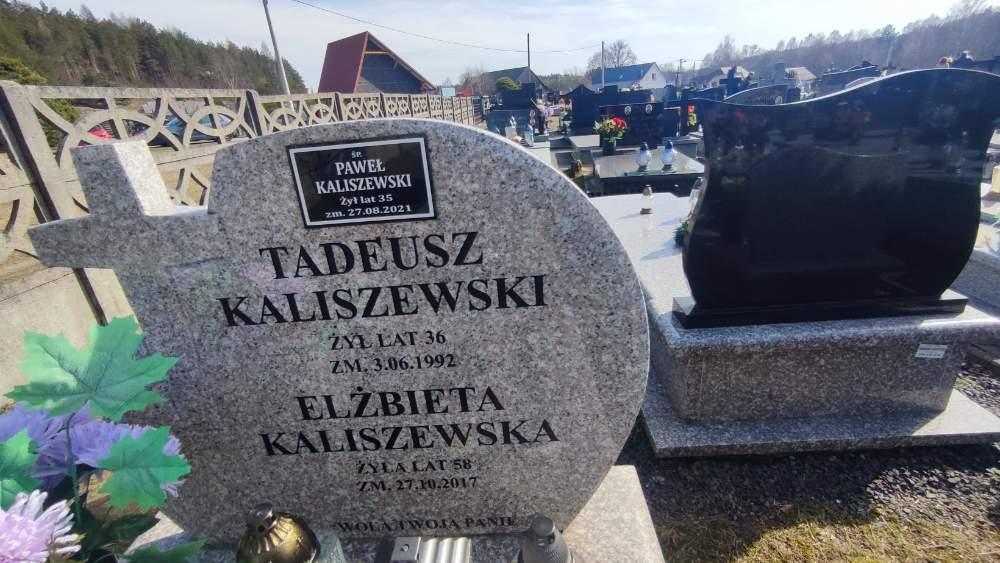 ŚP.
PAWEŁ
KALISZEWSKI
Żył lat 35
zm. 27.08.2021
TADEUSZ
KALISZEWSKI
ŻYŁ LAT 36
ZM. 3.06.1992
ELŻBIETA
KALISZEWSKA
ŻYŁA LAT 58
ZM. 27.10.2017
WOLA TWOJA PANIE